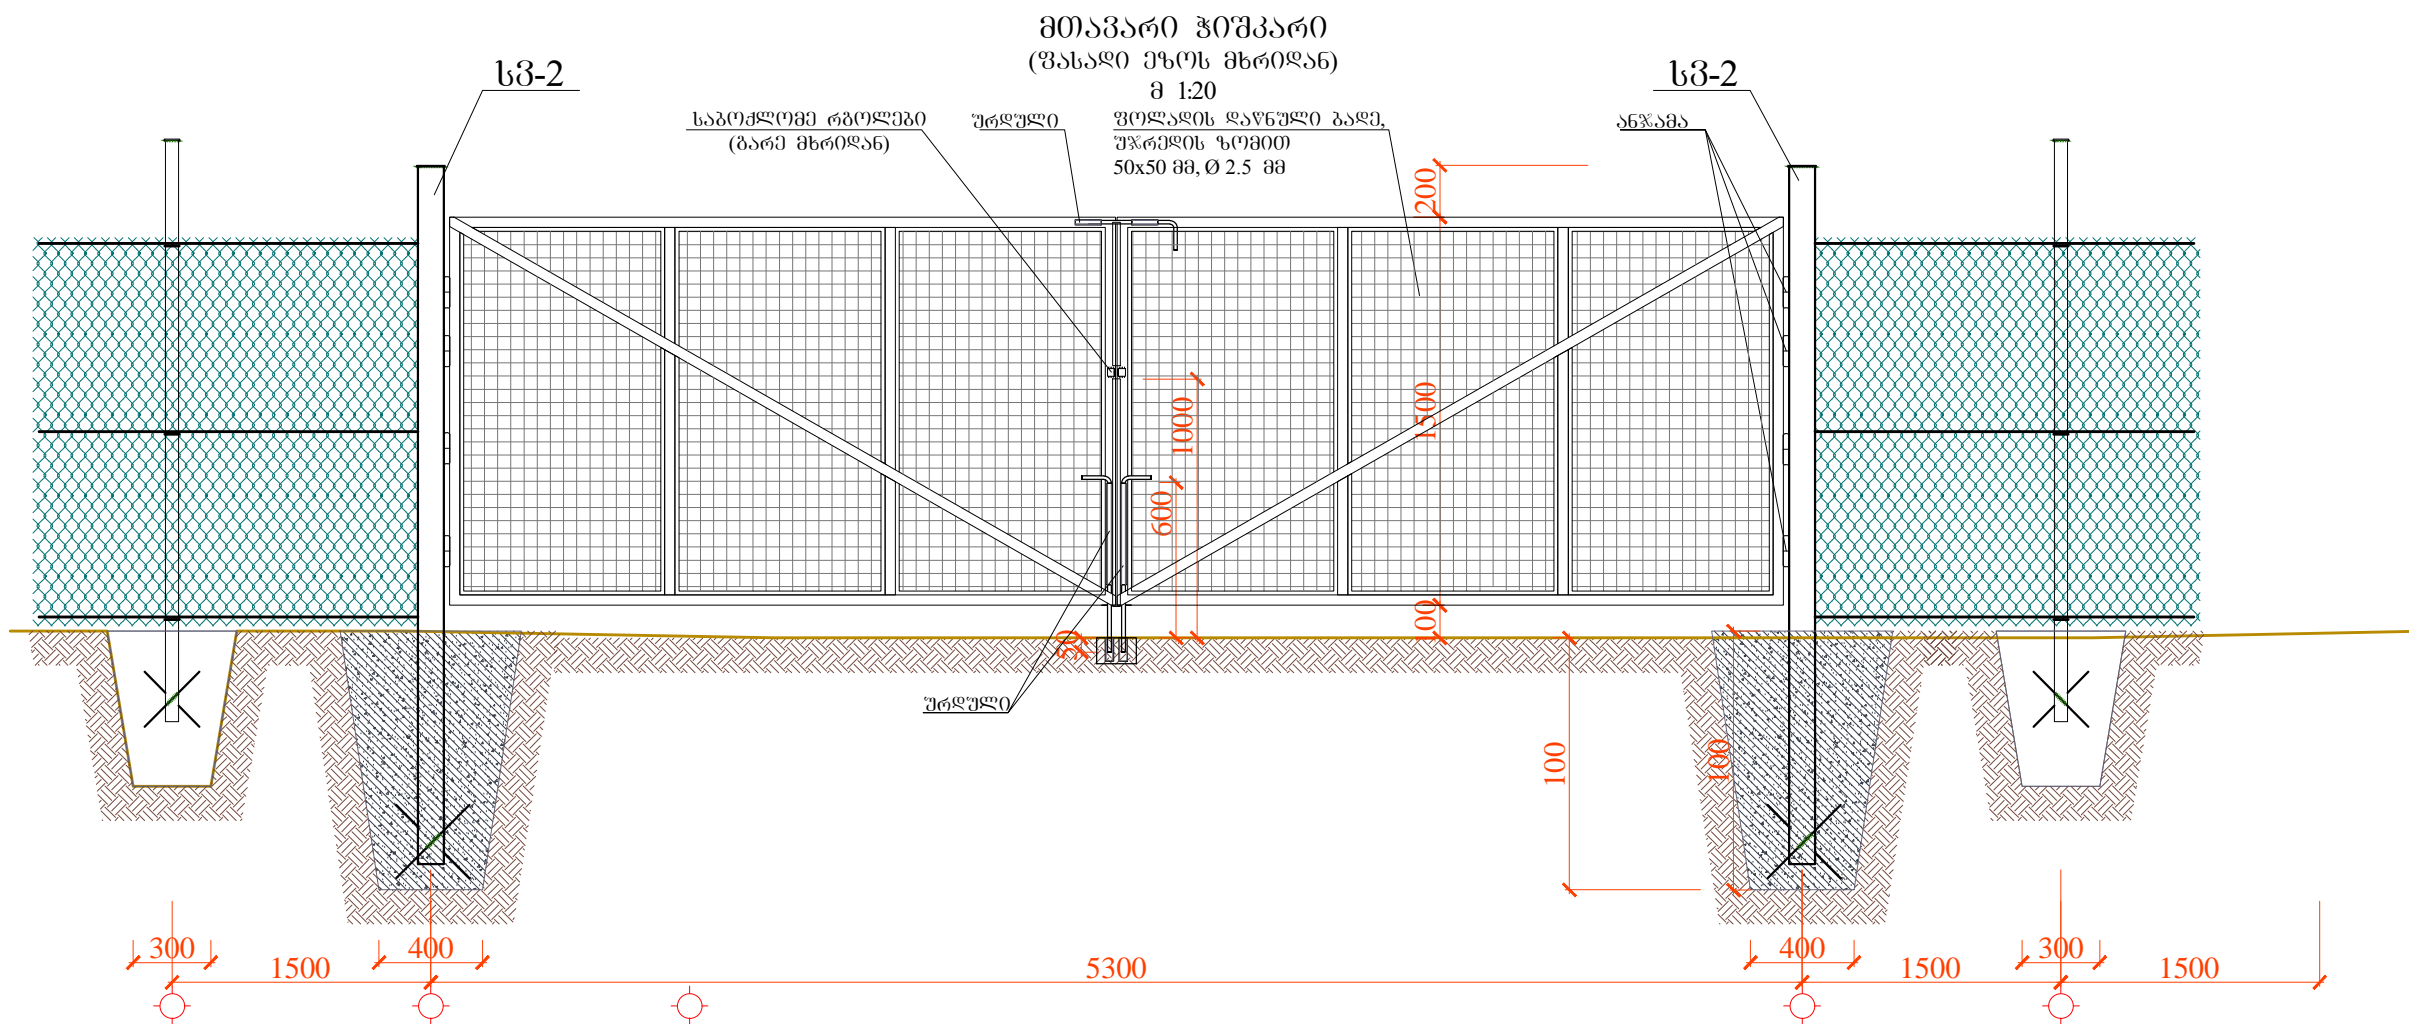 მთავარი ჭიშკარი
(ფასადი ეზოს მხრიდან)
მ 1:20
სვ-2
სვ-2
საბოქლომე რგოლები
(გარე მხრიდან)
ურდული
ფოლადის დაწნული ბადე,
უჯრედის ზომით
50x50 მმ, Ø 2.5 მმ
ანჯამა
200
1500
1000
600
100
50
ურდული
100
100
300
400
1500
5300
400
300
1500
1500